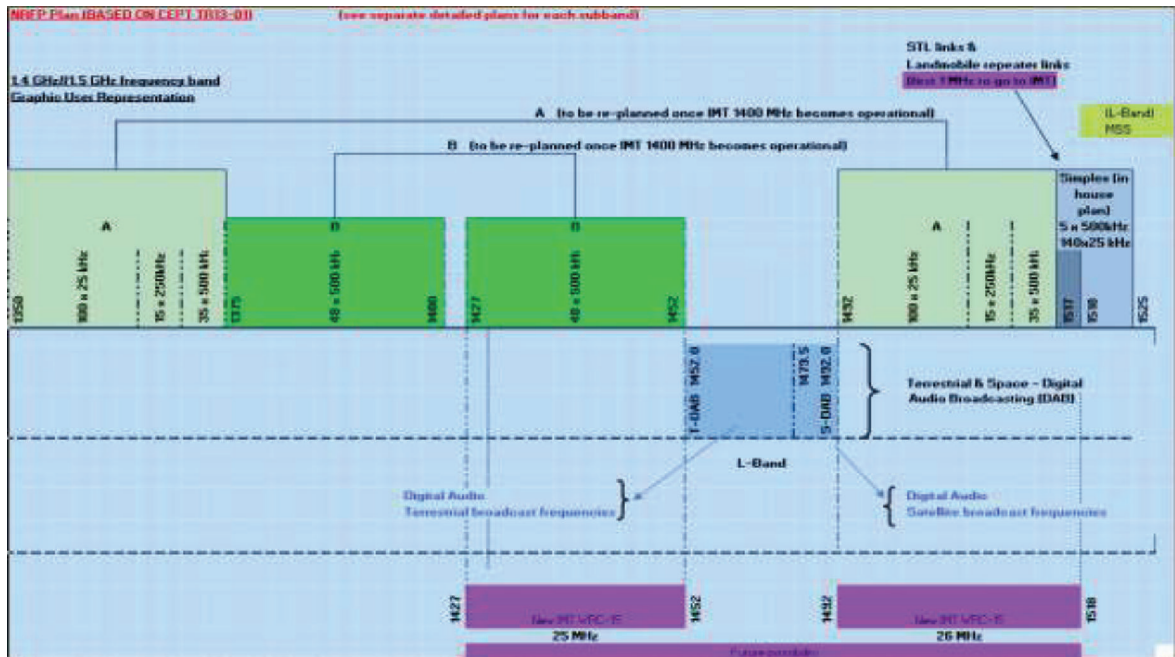 NRFP Plan (BASED ON CEPT TR13-01) (see separate detailed plans for each subband)
STL links &
Landmobile repeater links
(first 1 MHz to go to IMT)
1.4 GHz/1.5 GHz frequency band
Graphic User Representation
A (to be re-planned once IMT 1400 MHz becomes operational)
(L-Band)
MSS
B (to be re-planned once IMT 1400 MHz becomes operational)
Simplex (in
house
plan)
5 x 500kHz
140x25 kHz
A
B
B
A
1350
100 x 25 kHz
15 x 250kHz
35 x 500 kHz
1375
48 x 500 kHz
1400
1427
48 x 500 kHz
1452
1492
100 x 25 kHz
15 x 250kHz
35 x 500 kHz
1517
1518
1525
T-DAB 1452.0
1479.5
S-DAB 1492.0
Terrestrial & Space - Digital
Audio Broadcasting (DAB)
L-Band
Digital Audio
Terrestrial broadcast frequencies
Digital Audio
Satellite broadcast frequencies
1427
New IMT WRC-15
1452
1492
New IMT WRC-15
1518
25 MHz
26 MHz